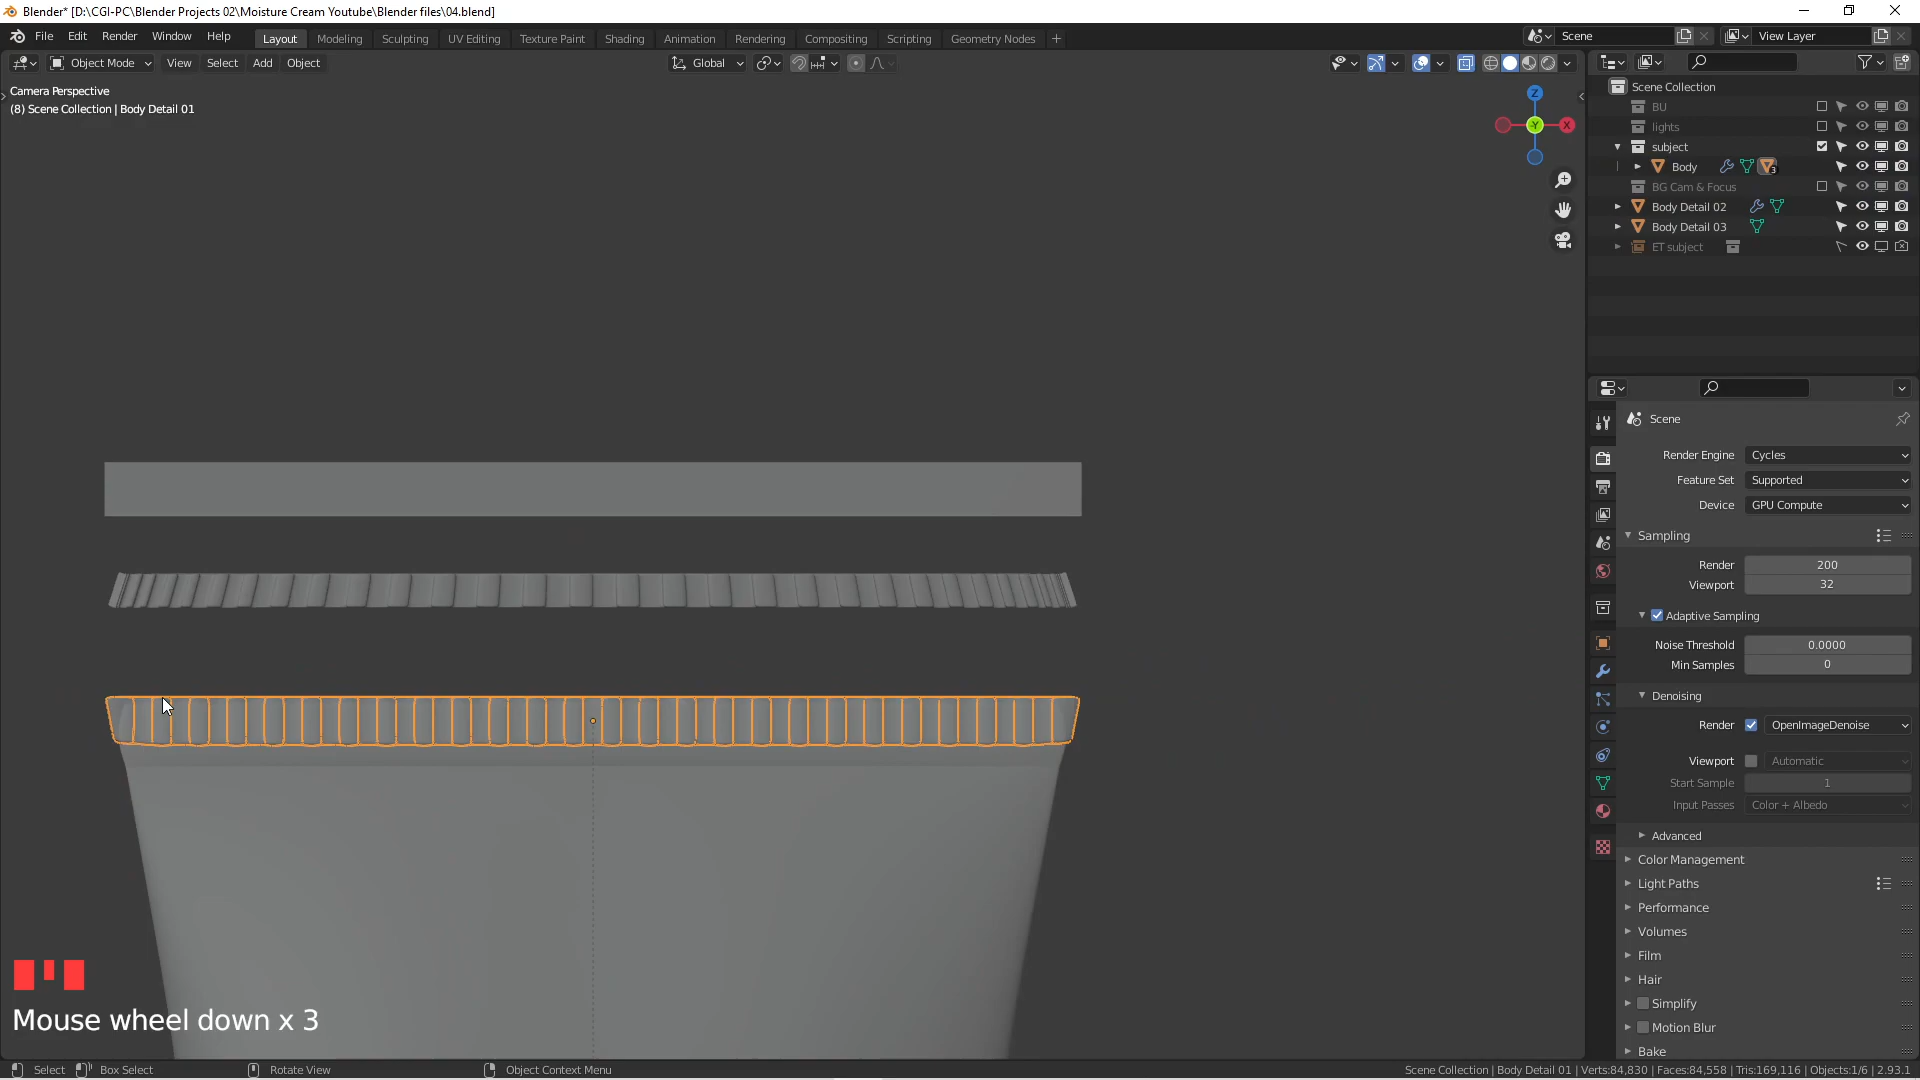 Blender* [D:\CGI-PC\Blender Projects 02\Moisture Cream Youtube\Blender files\04.blend]
File Edit Render Window Help Layout Modeling Sculpting UV Editing Texture Paint Shading Animation Rendering Compositing Scripting Geometry Nodes + Scene View Layer
Object Mode View Select Add Object Global
Camera Perspective
(8) Scene Collection | Body Detail 01
Z
-Y
X
Scene Collection
BU
lights
subject
Body
3
BG Cam & Focus
Body Detail 02
Body Detail 03
ET subject
Scene
Render Engine Cycles
Feature Set Supported
Device GPU Compute
Sampling
Render 200
Viewport 32
Adaptive Sampling
Noise Threshold 0.0000
Min Samples 0
Denoising
Render OpenImageDenoise
Viewport Automatic
Start Sample 1
Input Passes Color + Albedo
Advanced
Color Management
Light Paths
Performance
Volumes
Film
Hair
Simplify
Motion Blur
Bake
Mouse wheel down x 3
Select Box Select Rotate View Object Context Menu Scene Collection | Body Detail 01 | Verts:84,830 | Faces:84,558 | Tris:169,116 | Objects:1/6 | 2.93.1